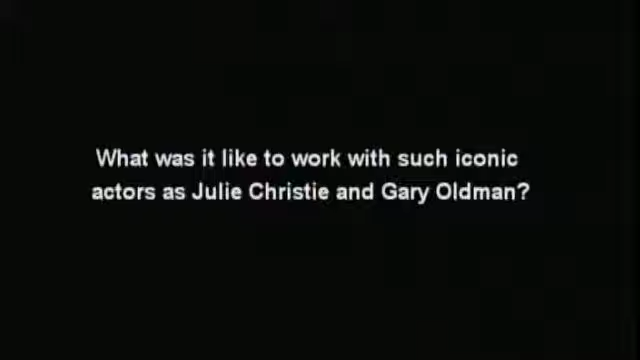 What was it like to work with such iconic
actors as Julie Christie and Gary Oldman?